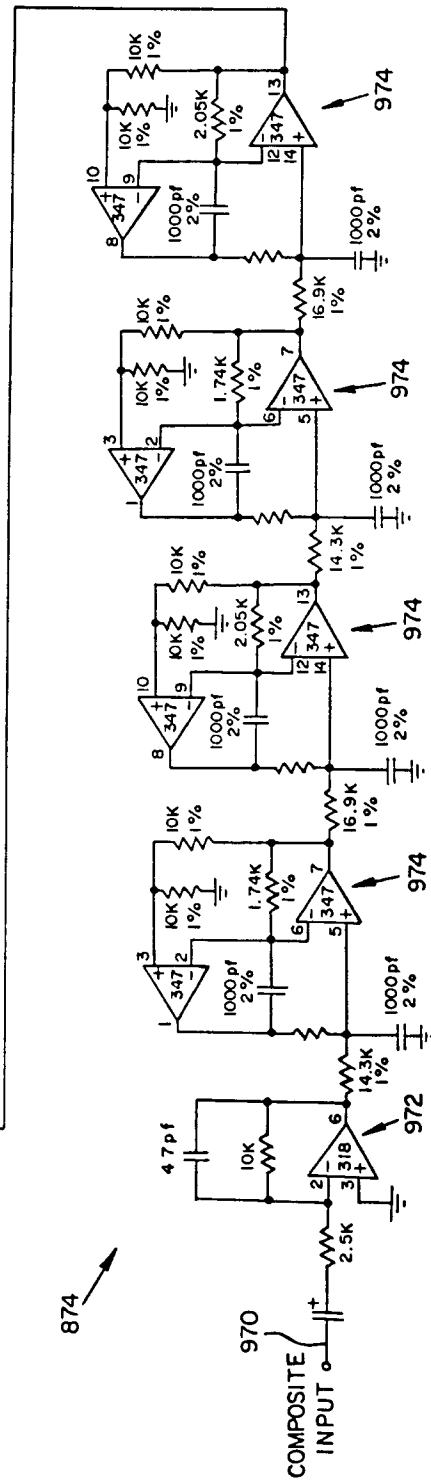 874
COMPOSITE
INPUT
970
2.5K
47pf
10K
2
3
−
+
318
6
972
14.3K
1%
1000pf
2%
1000pf
2%
1
347
+
−
3
2
10K
1%
10K
1%
1.74K
1%
6
5
−
+
347
7
974
16.9K
1%
1000pf
2%
1000pf
2%
8
347
+
−
10
9
10K
1%
10K
1%
2.05K
1%
12
14
−
+
347
13
974
14.3K
1%
1000pf
2%
1000pf
2%
1
347
+
−
3
2
10K
1%
10K
1%
1.74K
1%
6
5
−
+
347
7
974
16.9K
1%
1000pf
2%
1000pf
2%
8
347
+
−
10
9
10K
1%
10K
1%
2.05K
1%
12
14
−
+
347
13
974